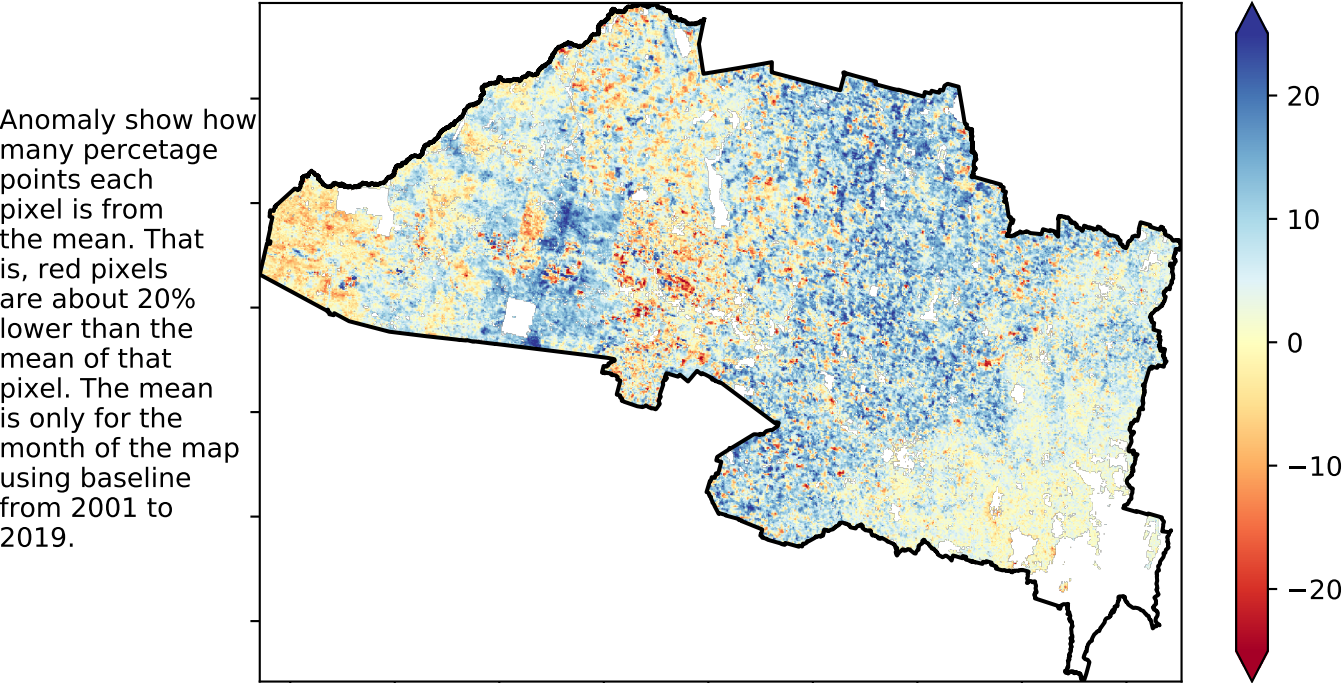 Anomaly show how
many percetage
points each
pixel is from
the mean. That
is, red pixels
are about 20%
lower than the
mean of that
pixel. The mean
is only for the
month of the map
using baseline
from 2001 to
2019.
20
10
0
−10
−20